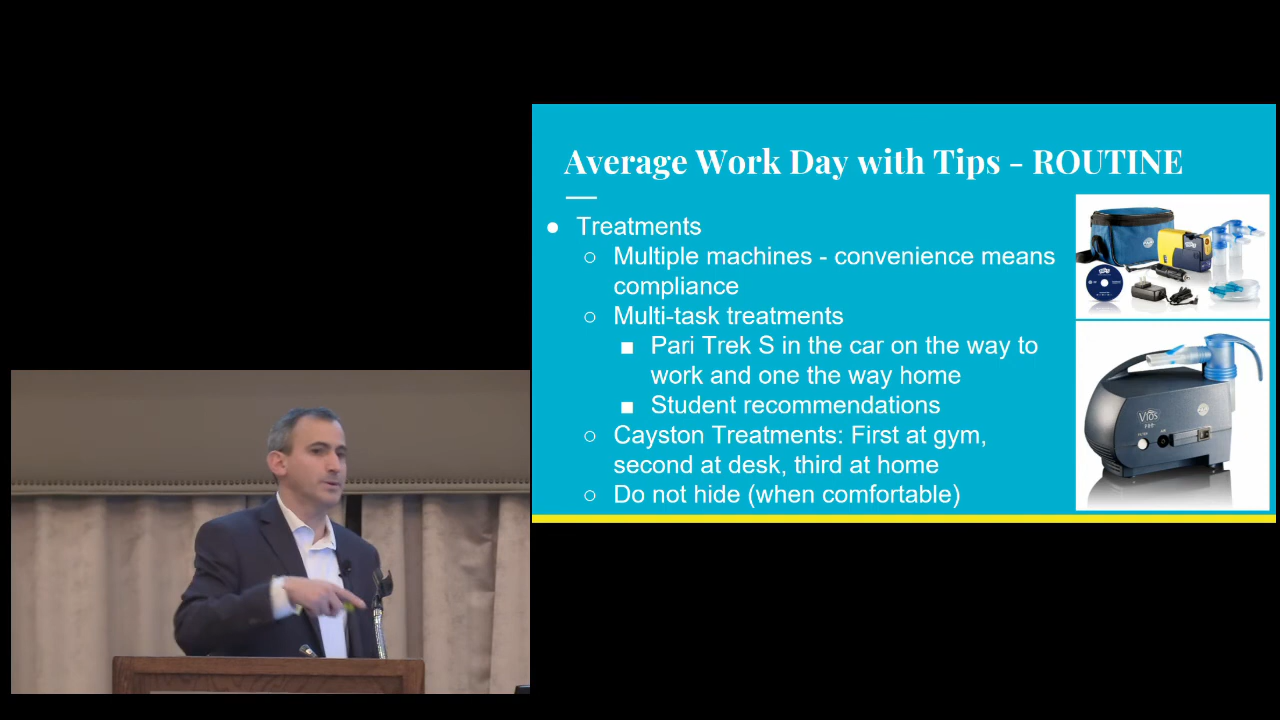 Average Work Day with Tips - ROUTINE
● Treatments
○ Multiple machines - convenience means
compliance
○ Multi-task treatments
■ Pari Trek S in the car on the way to
work and one the way home
■ Student recommendations
○ Cayston Treatments: First at gym,
second at desk, third at home
○ Do not hide (when comfortable)
Vios
PRO